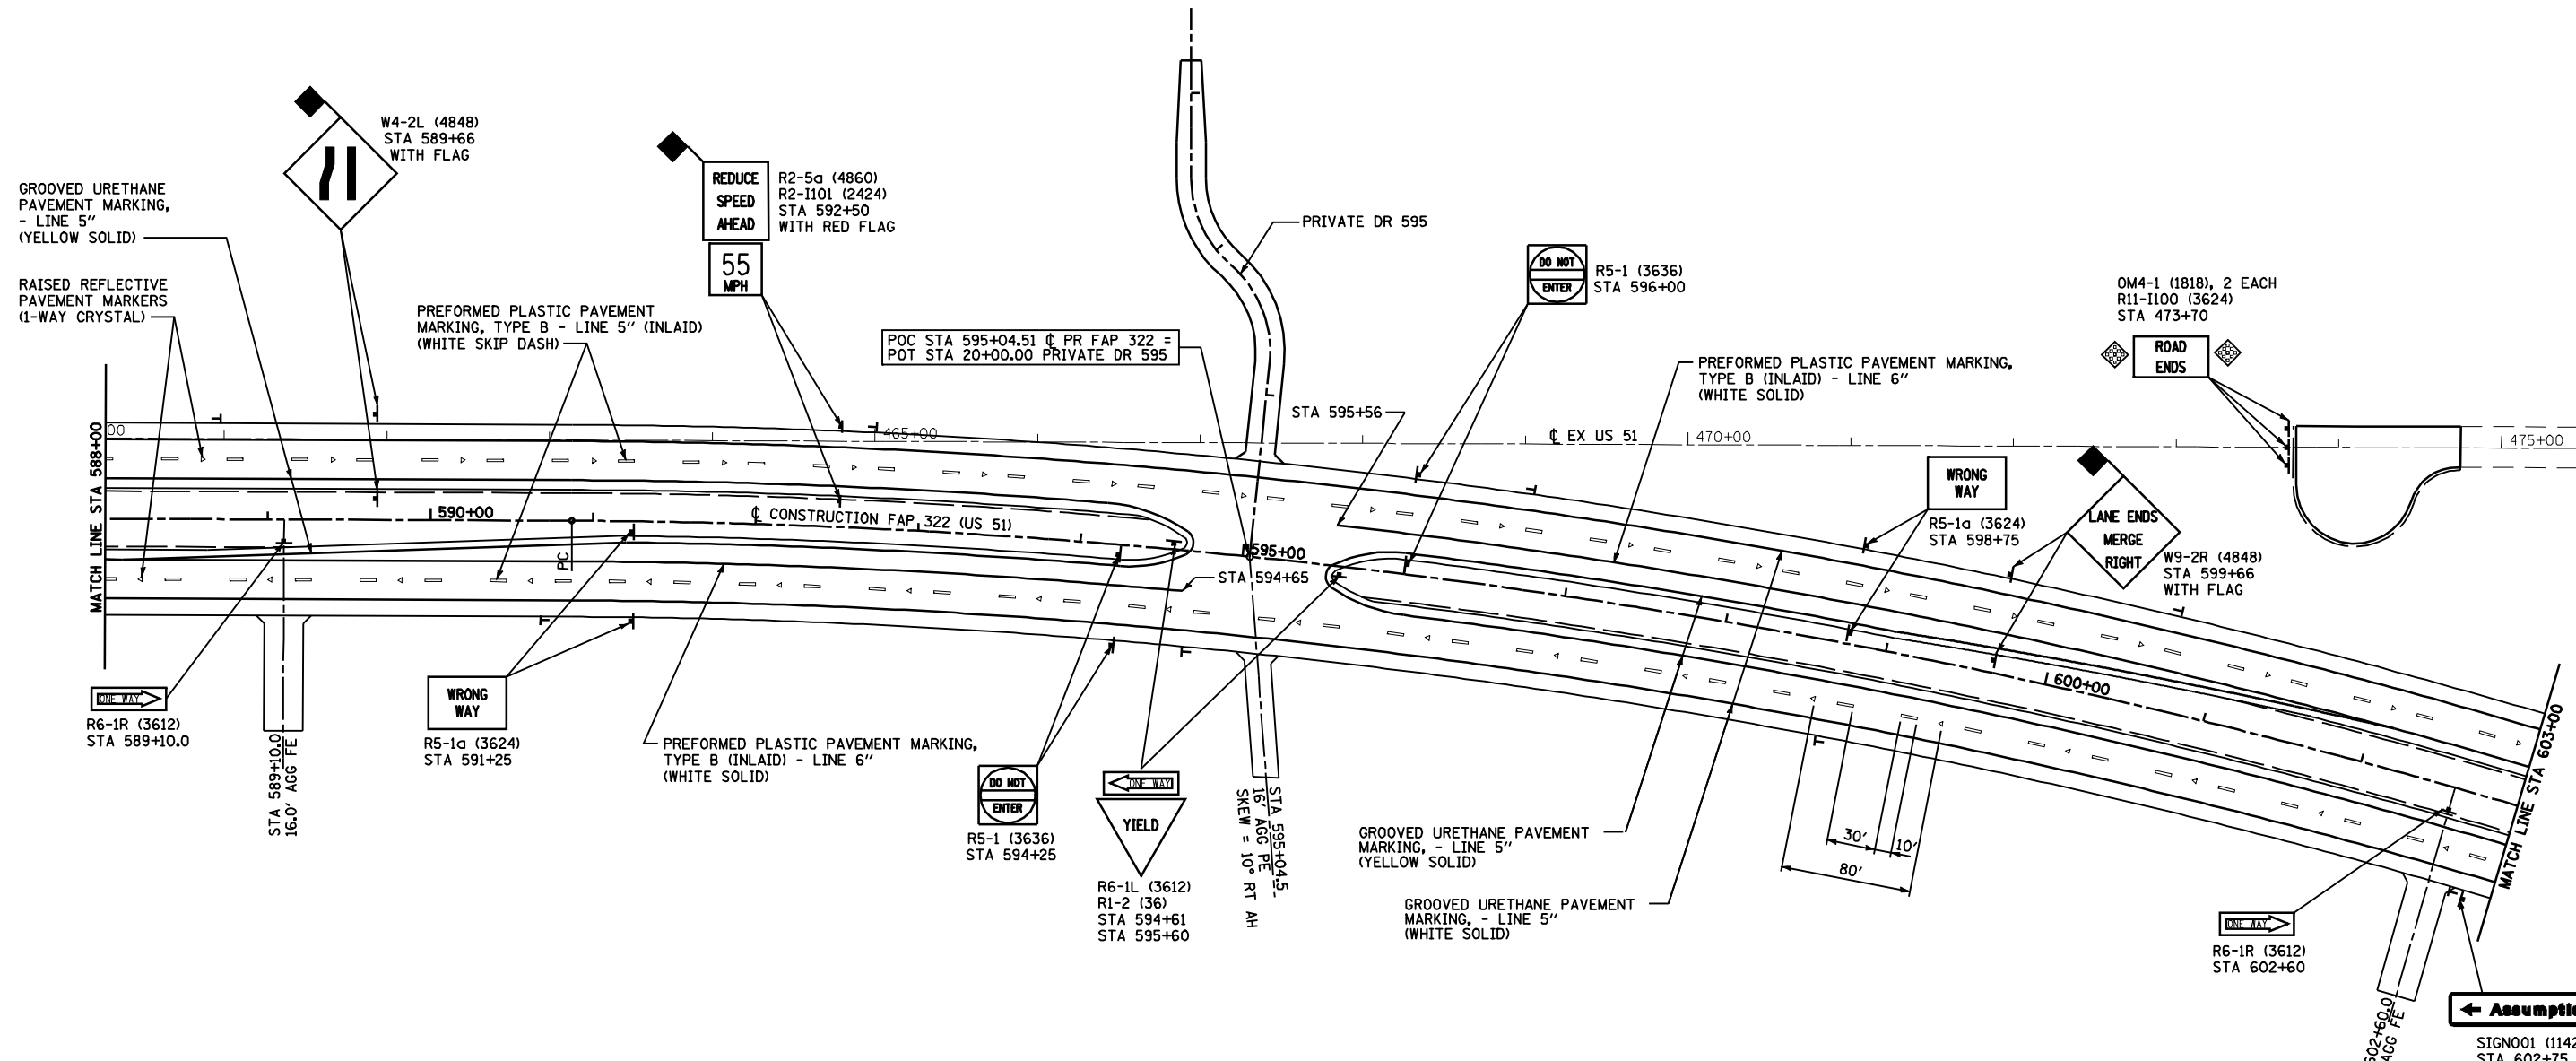 W4-2L (4848)
STA 589+66
WITH FLAG
GROOVED URETHANE
PAVEMENT MARKING,
- LINE 5"
(YELLOW SOLID)
RAISED REFLECTIVE
PAVEMENT MARKERS
(1-WAY CRYSTAL)
REDUCE
SPEED
AHEAD
55
MPH
R2-5a (4860)
R2-I101 (2424)
STA 592+50
WITH RED FLAG
PREFORMED PLASTIC PAVEMENT
MARKING, TYPE B - LINE 5" (INLAID)
(WHITE SKIP DASH)
PRIVATE DR 595
POC STA 595+04.51 ℄ PR FAP 322 =
POT STA 20+00.00 PRIVATE DR 595
DO NOT
ENTER
R5-1 (3636)
STA 596+00
PREFORMED PLASTIC PAVEMENT MARKING,
TYPE B (INLAID) - LINE 6"
(WHITE SOLID)
STA 595+56
OM4-1 (1818), 2 EACH
R11-I100 (3624)
STA 473+70
ROAD
ENDS
MATCH LINE STA 588+00
00
465+00
℄ EX US 51
470+00
475+00
WRONG
WAY
R5-1a (3624)
STA 598+75
LANE ENDS
MERGE
RIGHT
W9-2R (4848)
STA 599+66
WITH FLAG
590+00
℄ CONSTRUCTION FAP 322 (US 51)
PC
595+00
STA 594+65
600+00
MATCH LINE STA 603+00
ONE WAY
R6-1R (3612)
STA 589+10.0
STA 589+10.0
16.0' AGG FE
WRONG
WAY
R5-1a (3624)
STA 591+25
PREFORMED PLASTIC PAVEMENT MARKING,
TYPE B (INLAID) - LINE 6"
(WHITE SOLID)
DO NOT
ENTER
R5-1 (3636)
STA 594+25
ONE WAY
YIELD
R6-1L (3612)
R1-2 (36)
STA 594+61
STA 595+60
STA 595+04.5
16' AGG PE
SKEW = 10° RT AH
GROOVED URETHANE PAVEMENT
MARKING, - LINE 5"
(YELLOW SOLID)
GROOVED URETHANE PAVEMENT
MARKING, - LINE 5"
(WHITE SOLID)
30'
10'
80'
ONE WAY
R6-1R (3612)
STA 602+60
602+60.0
AGG FE
← Assumptio
SIGN001 (1142
STA 602+75